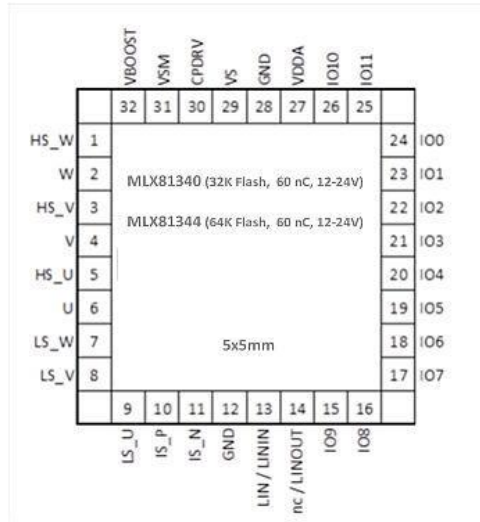 VBOOST VSM CPDRV VS GND VDDA IO10 IO11
32 31 30 29 28 27 26 25
HS_W 1
W 2
HS_V 3
V 4
HS_U 5
U 6
LS_W 7
LS_V 8
MLX81340 (32K Flash, 60 nC, 12-24V)
MLX81344 (64K Flash, 60 nC, 12-24V)
5x5mm
24 IO0
23 IO1
22 IO2
21 IO3
20 IO4
19 IO5
18 IO6
17 IO7
9 10 11 12 13 14 15 16
LS_U IS_P IS_N GND LIN / LININ nc / LINOUT IO9 IO8